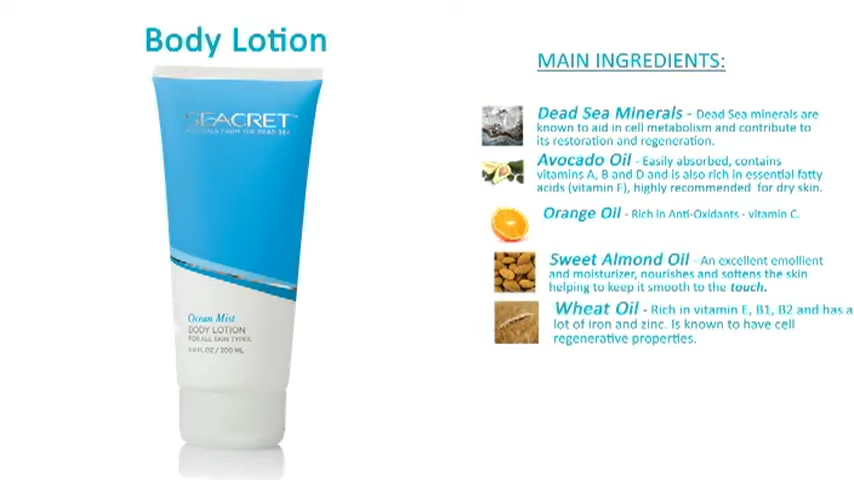 Body Lotion
SEACRET
MINERALS FROM THE DEAD SEA
Ocean Mist
BODY LOTION
FOR ALL SKIN TYPES
FL.OZ / 200 ML
MAIN INGREDIENTS:
Dead Sea Minerals - Dead Sea minerals are
known to aid in cell metabolism and contribute to
its restoration and regeneration.
Avocado Oil - Easily absorbed, contains
vitamins A, B and D and is also rich in essential fatty
acids (vitamin F), highly recommended for dry skin.
Orange Oil - Rich in Anti-Oxidants - vitamin C.
Sweet Almond Oil - An excellent emollient
and moisturizer, nourishes and softens the skin
helping to keep it smooth to the touch.
Wheat Oil - Rich in vitamin E, B1, B2 and has a
lot of iron and zinc. Is known to have cell
regenerative properties.